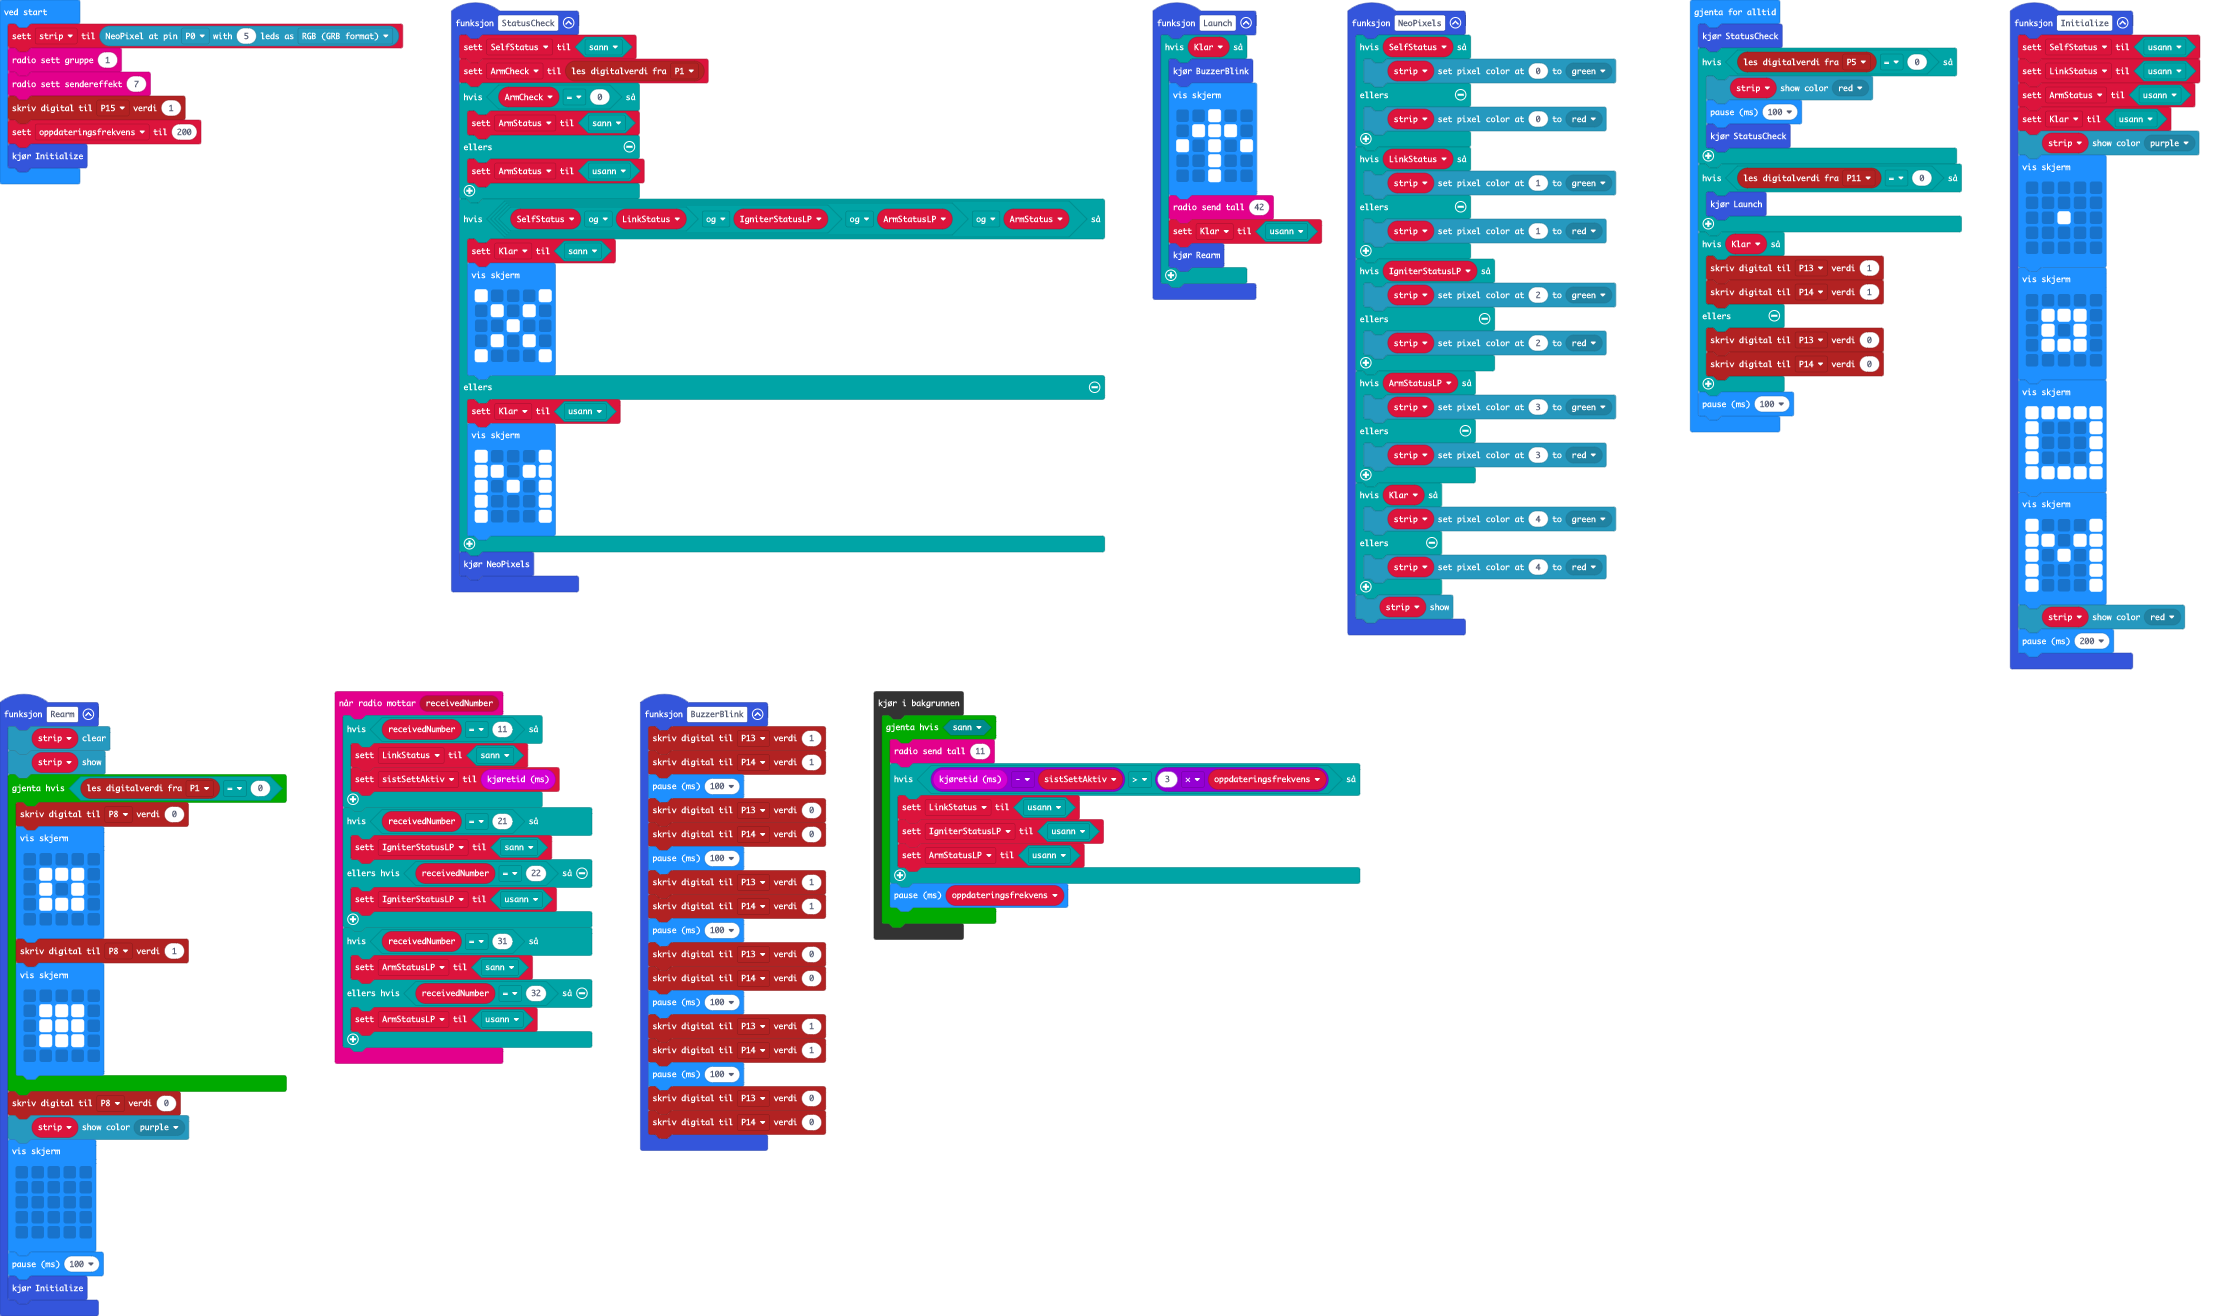 ved start
sett strip til NeoPixel at pin P0 with 5 leds as RGB (GRB format)
radio sett gruppe 1
radio sett sendereffekt 7
skriv digital til P15 verdi 1
sett oppdateringsfrekvens til 200
kjør Initialize
funksjon StatusCheck
sett SelfStatus til sann
sett ArmCheck til les digitalverdi fra P1
hvis ArmCheck = 0 så
sett ArmStatus til sann
ellers
sett ArmStatus til usann
hvis SelfStatus og LinkStatus og IgniterStatusLP og ArmStatusLP og ArmStatus så
sett Klar til sann
vis skjerm
ellers
sett Klar til usann
vis skjerm
kjør NeoPixels
funksjon Launch
hvis Klar så
kjør BuzzerBlink
vis skjerm
radio send tall 42
sett Klar til usann
kjør Rearm
funksjon NeoPixels
hvis SelfStatus så
strip set pixel color at 0 to green
ellers
strip set pixel color at 0 to red
hvis LinkStatus så
strip set pixel color at 1 to green
ellers
strip set pixel color at 1 to red
hvis IgniterStatusLP så
strip set pixel color at 2 to green
ellers
strip set pixel color at 2 to red
hvis ArmStatusLP så
strip set pixel color at 3 to green
ellers
strip set pixel color at 3 to red
hvis Klar så
strip set pixel color at 4 to green
ellers
strip set pixel color at 4 to red
strip show
gjenta for alltid
kjør StatusCheck
hvis les digitalverdi fra P5 = 0 så
strip show color red
pause (ms) 100
kjør StatusCheck
hvis les digitalverdi fra P11 = 0 så
kjør Launch
hvis Klar så
skriv digital til P13 verdi 1
skriv digital til P14 verdi 1
ellers
skriv digital til P13 verdi 0
skriv digital til P14 verdi 0
pause (ms) 100
funksjon Initialize
sett SelfStatus til usann
sett LinkStatus til usann
sett ArmStatus til usann
sett Klar til usann
strip show color purple
vis skjerm
vis skjerm
vis skjerm
vis skjerm
strip show color red
pause (ms) 200
funksjon Rearm
strip clear
strip show
gjenta hvis les digitalverdi fra P1 = 0
skriv digital til P8 verdi 0
vis skjerm
skriv digital til P8 verdi 1
vis skjerm
skriv digital til P8 verdi 0
strip show color purple
vis skjerm
pause (ms) 100
kjør Initialize
når radio mottar receivedNumber
hvis receivedNumber = 11 så
sett LinkStatus til sann
sett sistSettAktiv til kjøretid (ms)
hvis receivedNumber = 21 så
sett IgniterStatusLP til sann
ellers hvis receivedNumber = 22 så
sett IgniterStatusLP til usann
hvis receivedNumber = 31 så
sett ArmStatusLP til sann
ellers hvis receivedNumber = 32 så
sett ArmStatusLP til usann
funksjon BuzzerBlink
skriv digital til P13 verdi 1
skriv digital til P14 verdi 1
pause (ms) 100
skriv digital til P13 verdi 0
skriv digital til P14 verdi 0
pause (ms) 100
skriv digital til P13 verdi 1
skriv digital til P14 verdi 1
pause (ms) 100
skriv digital til P13 verdi 0
skriv digital til P14 verdi 0
pause (ms) 100
skriv digital til P13 verdi 1
skriv digital til P14 verdi 1
pause (ms) 100
skriv digital til P13 verdi 0
skriv digital til P14 verdi 0
kjør i bakgrunnen
gjenta hvis sann
radio send tall 11
hvis kjøretid (ms) - sistSettAktiv > 3 × oppdateringsfrekvens så
sett LinkStatus til usann
sett IgniterStatusLP til usann
sett ArmStatusLP til usann
pause (ms) oppdateringsfrekvens